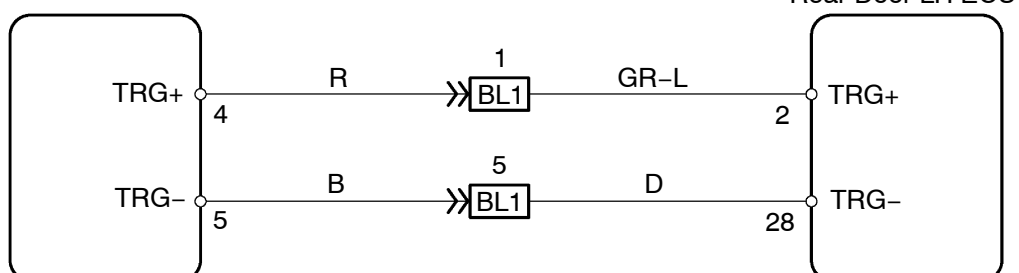 Rear Door LH ECU
1
R GR−L
TRG+ BL1 TRG+
4 2
5
B D
TRG− BL1 TRG−
5 28